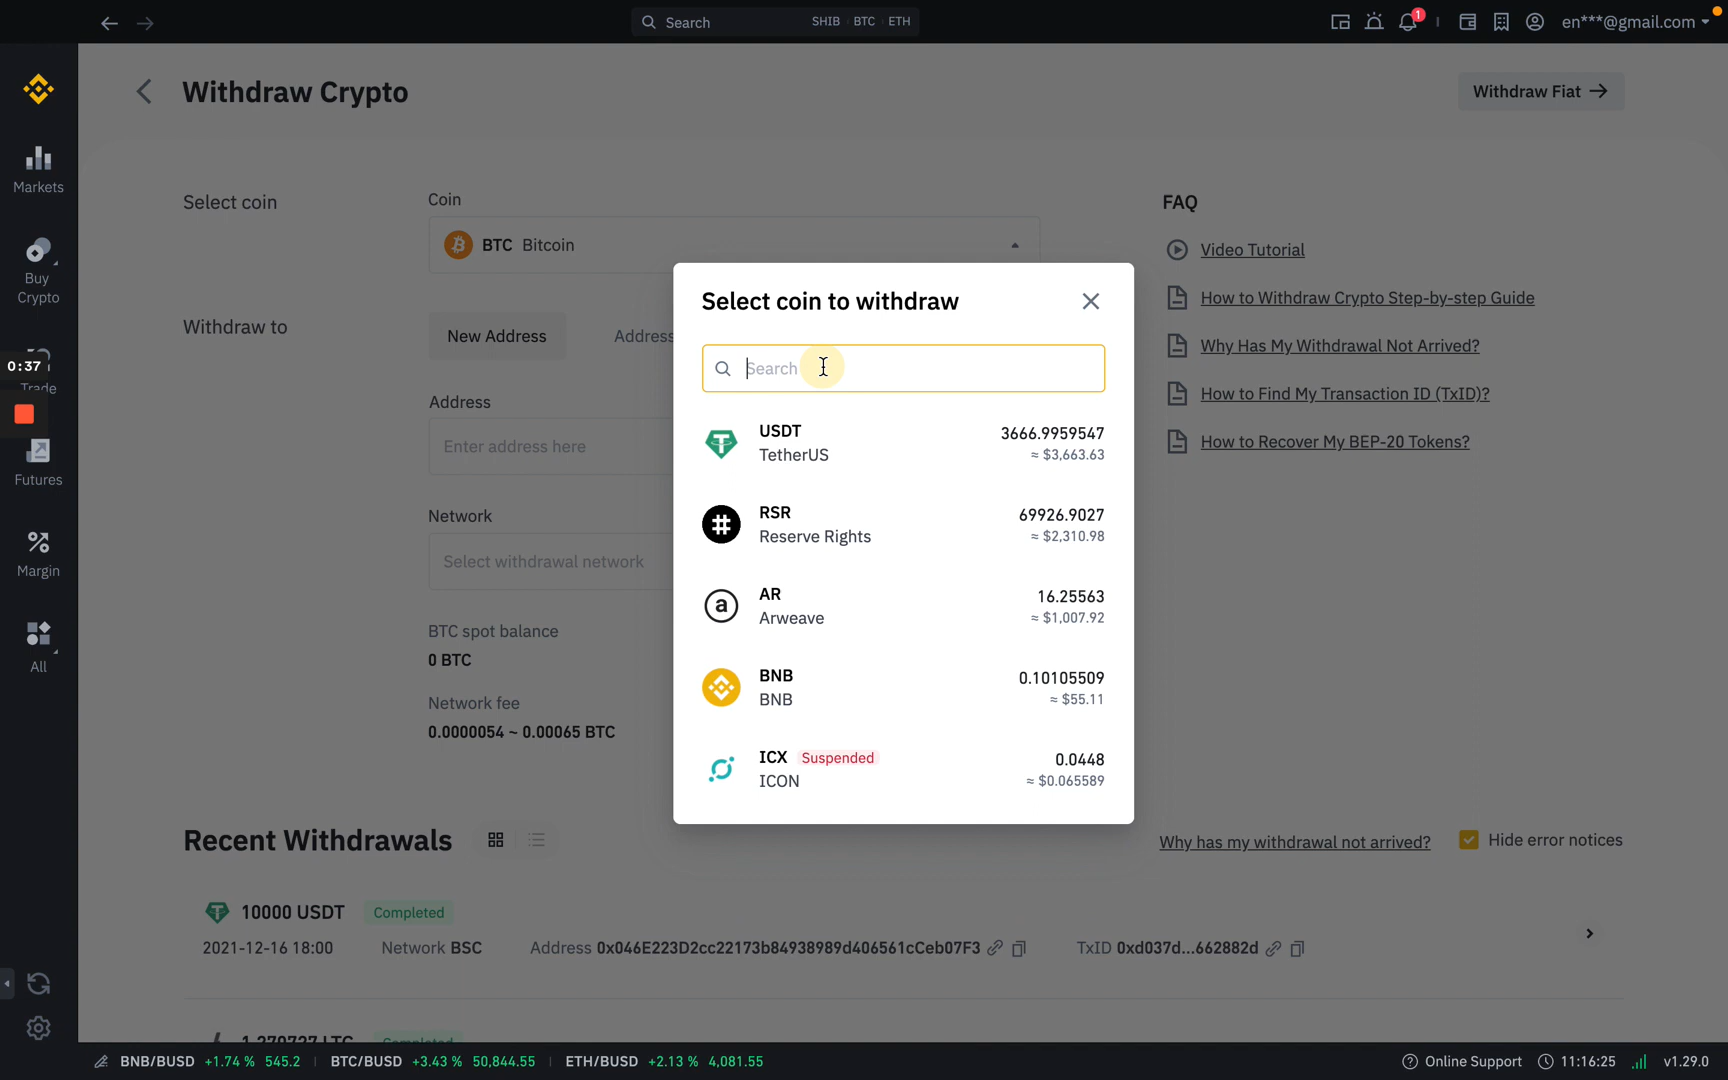 Search SHIB BTC ETH
1
en***@gmail.com
Withdraw Crypto
Withdraw Fiat
Markets
Buy
Crypto
0:37
Trade
Futures
Margin
All
Select coin
Coin
BTC Bitcoin
Withdraw to
New Address Address
Address
Enter address here
Network
Select withdrawal network
BTC spot balance
0 BTC
Network fee
0.0000054 ~ 0.00065 BTC
Select coin to withdraw
Search
USDT 3666.9959547
TetherUS ≈ $3,663.63
RSR 69926.9027
Reserve Rights ≈ $2,310.98
AR 16.25563
Arweave ≈ $1,007.92
BNB 0.10105509
BNB ≈ $55.11
ICX Suspended 0.0448
ICON ≈ $0.065589
FAQ
Video Tutorial
How to Withdraw Crypto Step-by-step Guide
Why Has My Withdrawal Not Arrived?
How to Find My Transaction ID (TxID)?
How to Recover My BEP-20 Tokens?
Recent Withdrawals
Why has my withdrawal not arrived? Hide error notices
10000 USDT Completed
2021-12-16 18:00 Network BSC Address 0x046E223D2cc22173b84938989d406561cCeb07F3 TxID 0xd037d...662882d
1.270727 LTC Completed
BNB/BUSD +1.74 % 545.2 BTC/BUSD +3.43 % 50,844.55 ETH/BUSD +2.13 % 4,081.55
Online Support 11:16:25 v1.29.0